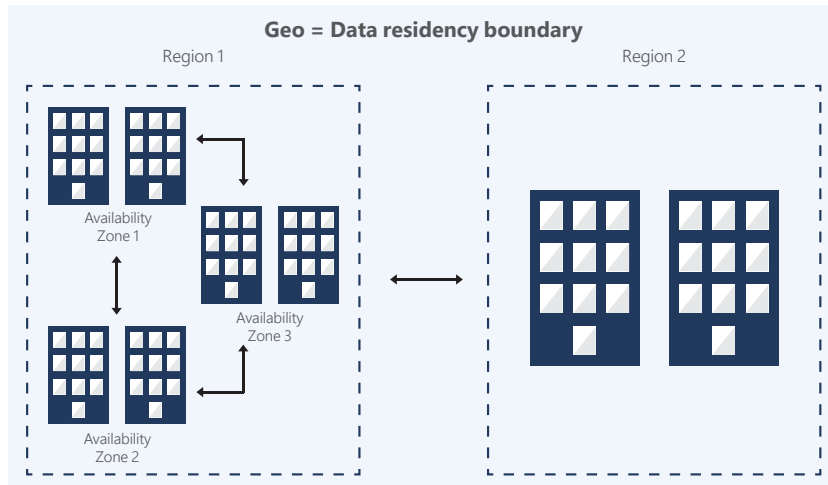 Geo = Data residency boundary
Region 1
Region 2
Availability
Zone 1
Availability
Zone 3
Availability
Zone 2